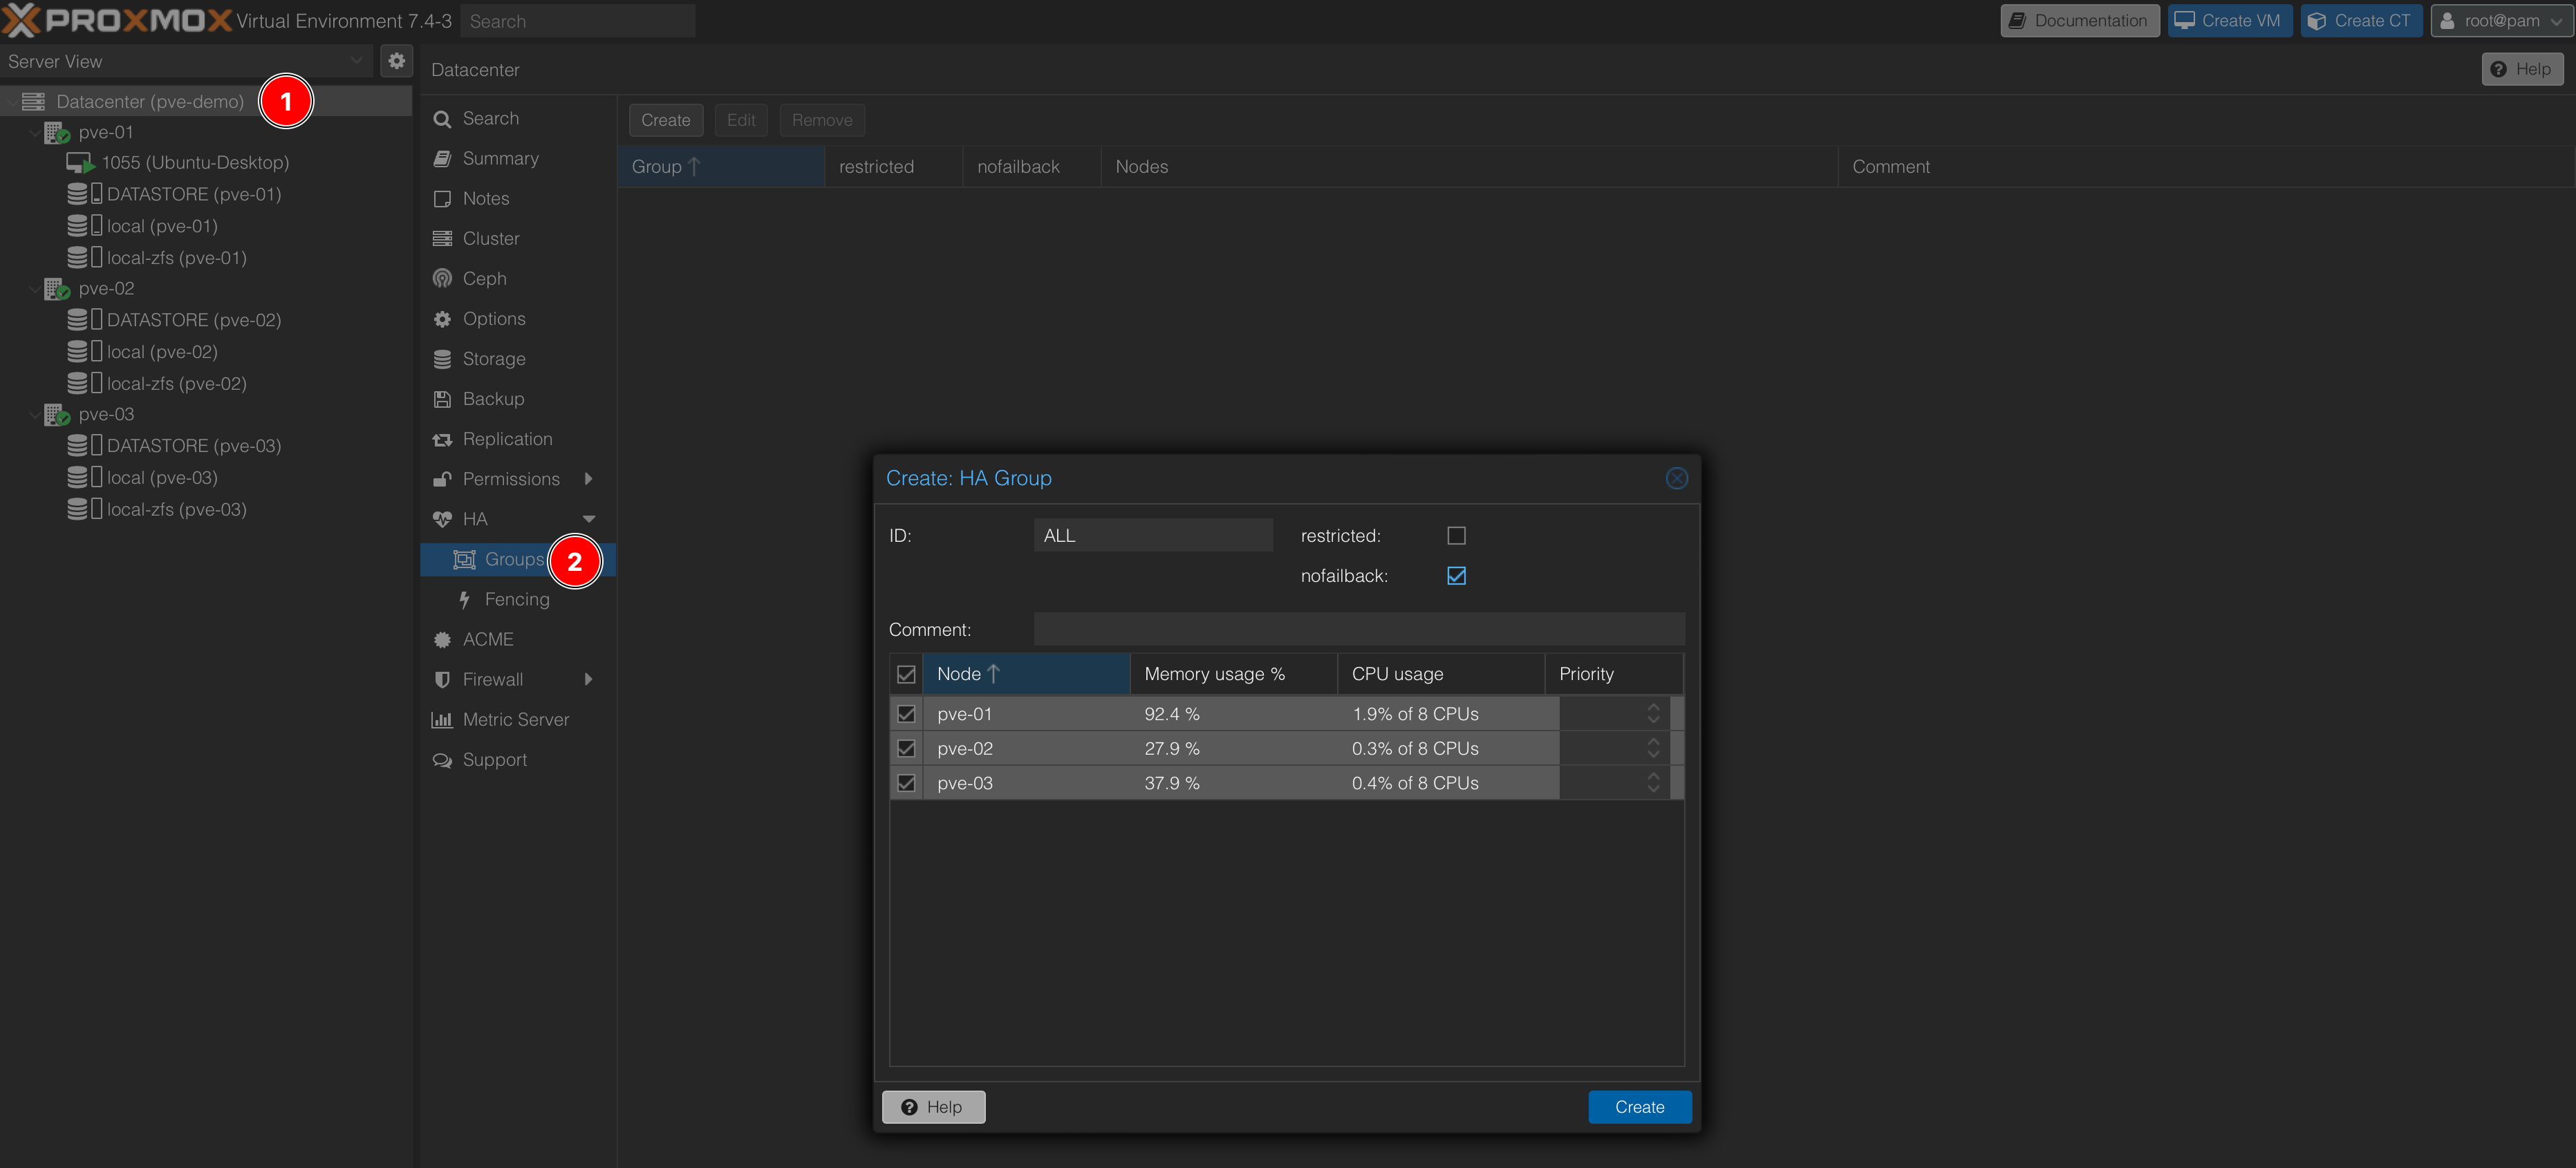 PROXMOX Virtual Environment 7.4-3 Search
Documentation Create VM Create CT root@pam
Server View
Datacenter (pve-demo) 1
pve-01
1055 (Ubuntu-Desktop)
DATASTORE (pve-01)
local (pve-01)
local-zfs (pve-01)
pve-02
DATASTORE (pve-02)
local (pve-02)
local-zfs (pve-02)
pve-03
DATASTORE (pve-03)
local (pve-03)
local-zfs (pve-03)
Datacenter
Help
Search
Summary
Notes
Cluster
Ceph
Options
Storage
Backup
Replication
Permissions
HA
Groups 2
Fencing
ACME
Firewall
Metric Server
Support
Create Edit Remove
Group restricted nofailback Nodes Comment
Create: HA Group
ID: ALL restricted:
nofailback:
Comment:
Node Memory usage % CPU usage Priority
pve-01 92.4 % 1.9% of 8 CPUs
pve-02 27.9 % 0.3% of 8 CPUs
pve-03 37.9 % 0.4% of 8 CPUs
Help Create